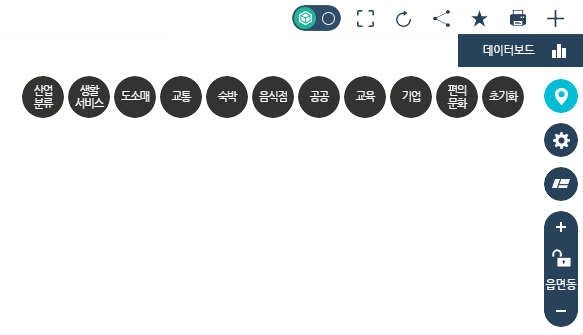 데이터보드
산업
분류
생활
서비스
도소매
교통
숙박
음식점
공공
교육
기업
편의
문화
초기화
읍면동